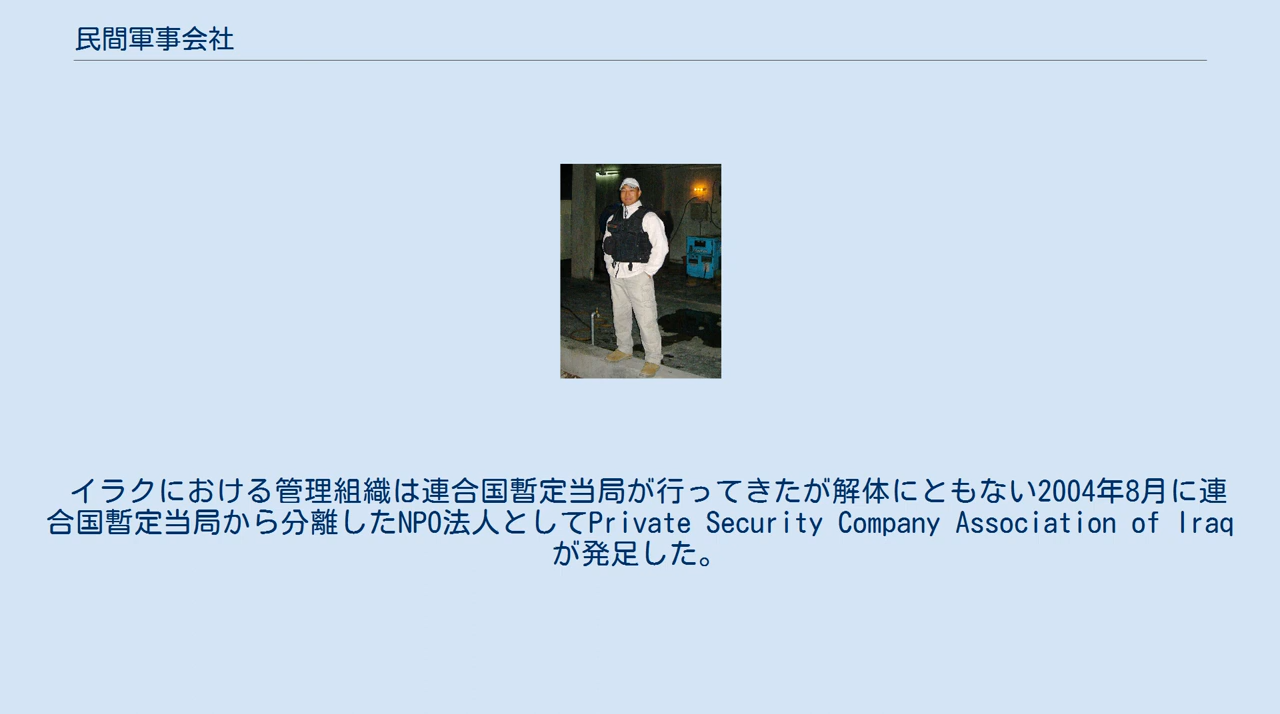 民間軍事会社
イラクにおける管理組織は連合国暫定当局が行ってきたが解体にともない2004年8月に連
合国暫定当局から分離したNPO法人としてPrivate Security Company Association of Iraq
が発足した。